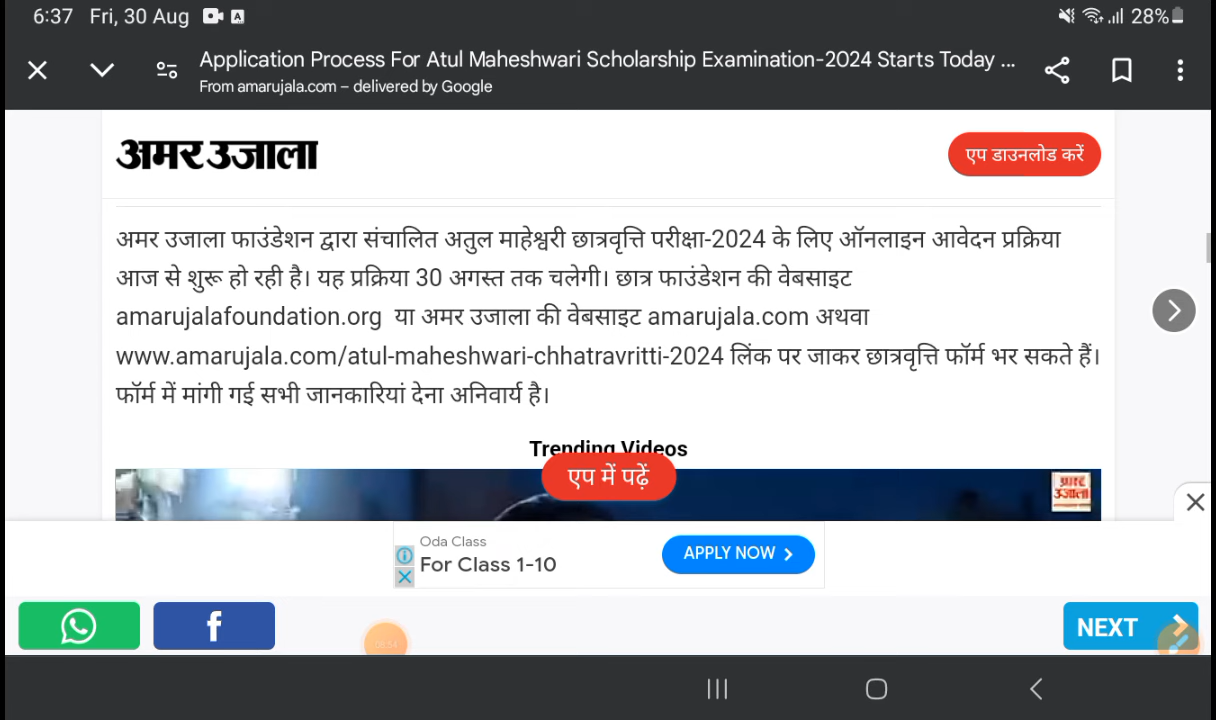 6:37 Fri, 30 Aug A 28%
Application Process For Atul Maheshwari Scholarship Examination-2024 Starts Today ...
From amarujala.com – delivered by Google
अमर उजाला
एप डाउनलोड करें
अमर उजाला फाउंडेशन द्वारा संचालित अतुल माहेश्वरी छात्रवृत्ति परीक्षा-2024 के लिए ऑनलाइन आवेदन प्रक्रिया
आज से शुरू हो रही है। यह प्रक्रिया 30 अगस्त तक चलेगी। छात्र फाउंडेशन की वेबसाइट
amarujalafoundation.org या अमर उजाला की वेबसाइट amarujala.com अथवा
www.amarujala.com/atul-maheshwari-chhatravritti-2024 लिंक पर जाकर छात्रवृत्ति फॉर्म भर सकते हैं।
फॉर्म में मांगी गई सभी जानकारियां देना अनिवार्य है।
Trending Videos
एप में पढ़ें
अमर
उजाला
Oda Class
For Class 1-10
APPLY NOW
NEXT